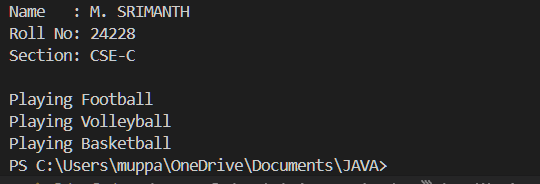 Name   : M. SRIMANTH
Roll No: 24228
Section: CSE-C
Playing Football
Playing Volleyball
Playing Basketball
PS C:\Users\muppa\OneDrive\Documents\JAVA>